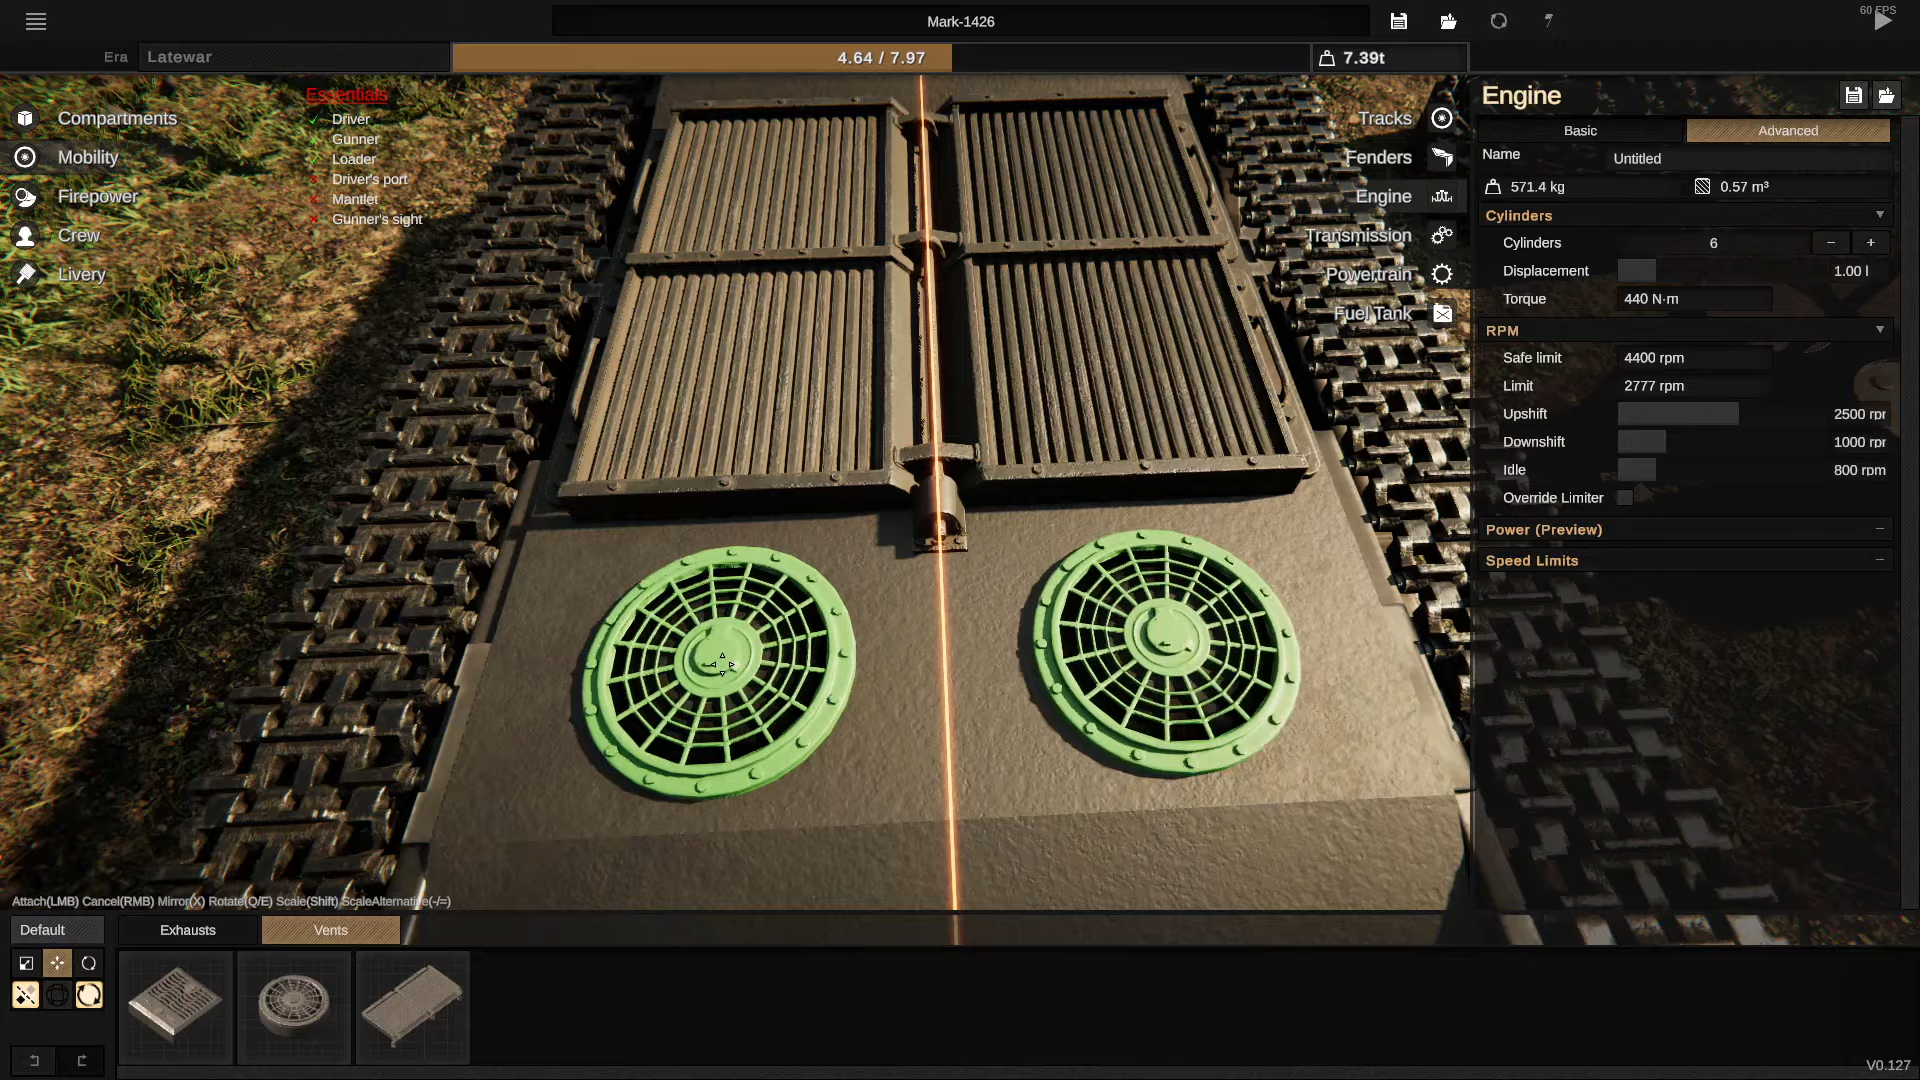 Mark-1426
60 FPS
Era
Latewar
4.64 / 7.97
7.39t
Compartments
Mobility
Firepower
Crew
Livery
Essentials
Driver
Gunner
Loader
Driver's port
Mantlet
Gunner's sight
Tracks
Fenders
Engine
Transmission
Powertrain
Fuel Tank
Engine
Basic
Advanced
Name
Untitled
571.4 kg
0.57 m³
Cylinders
Cylinders
6
Displacement
1.00 l
Torque
440 N·m
RPM
Safe limit
4400 rpm
Limit
2777 rpm
Upshift
2500 rpr
Downshift
1000 rpr
Idle
800 rpm
Override Limiter
Power (Preview)
Speed Limits
Attach(LMB) Cancel(RMB) Mirror(X) Rotate(Q/E) Scale(Shift) ScaleAlternative(-/=)
Default
Exhausts
Vents
V0.127